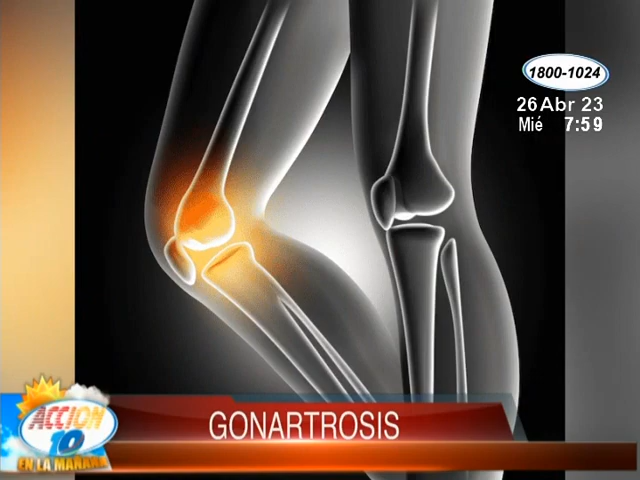 1800-1024
26 Abr 23
Mié 7:59
ACCION
10
EN LA MAÑANA
GONARTROSIS